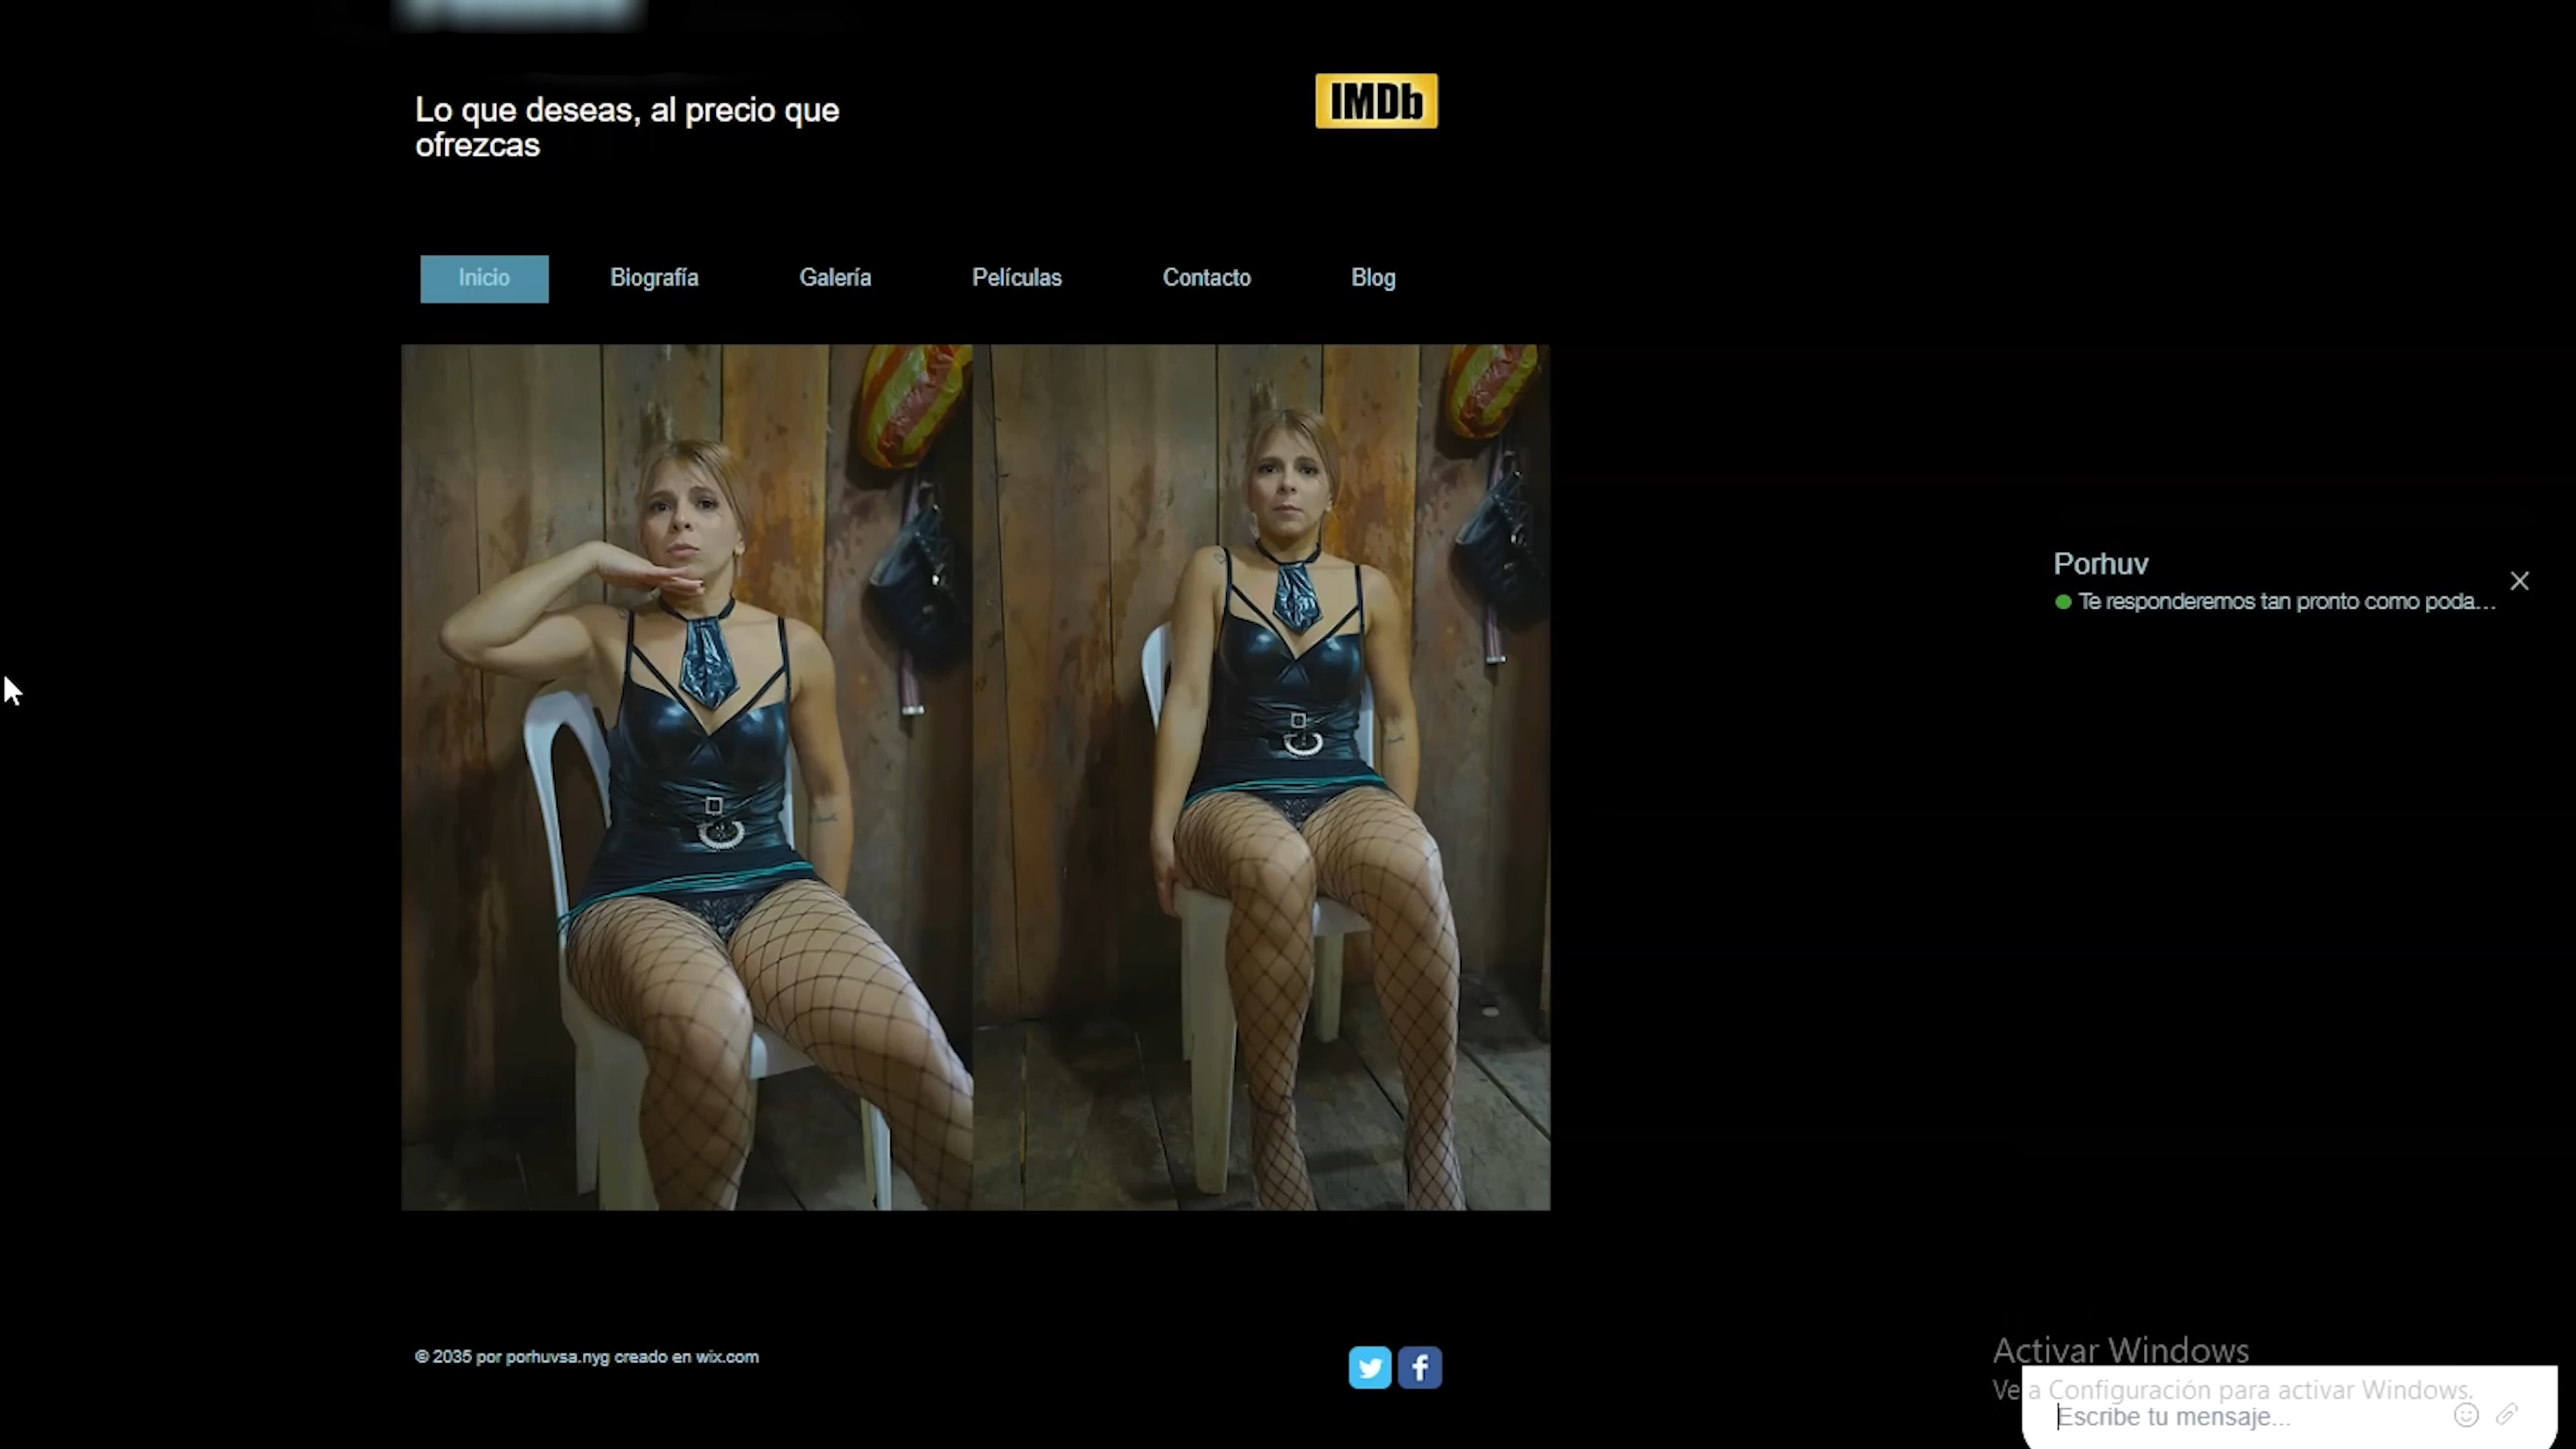 Lo que deseas, al precio que
ofrezcas
IMDb
Inicio
Biografía
Galería
Películas
Contacto
Blog
Porhuv
Te responderemos tan pronto como poda...
© 2035 por porhuvsa.nyg creado en wix.com
Activar Windows
Ve a Configuración para activar Windows.
Escribe tu mensaje...